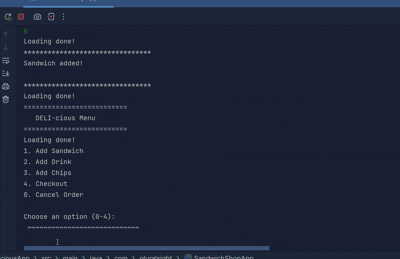 y
Loading done!
********************************
Sandwich added!
********************************
Loading done!
==========================
DELI-cious Menu
==========================
Loading done!
1. Add Sandwich
2. Add Drink
3. Add Chips
4. Checkout
0. Cancel Order
Choose an option (0-4):
~~~~~~~~~~~~~~~~~~~~~~~~~~~~
ciousApp > src > main > java > com > pluralsight > SandwichShopApp